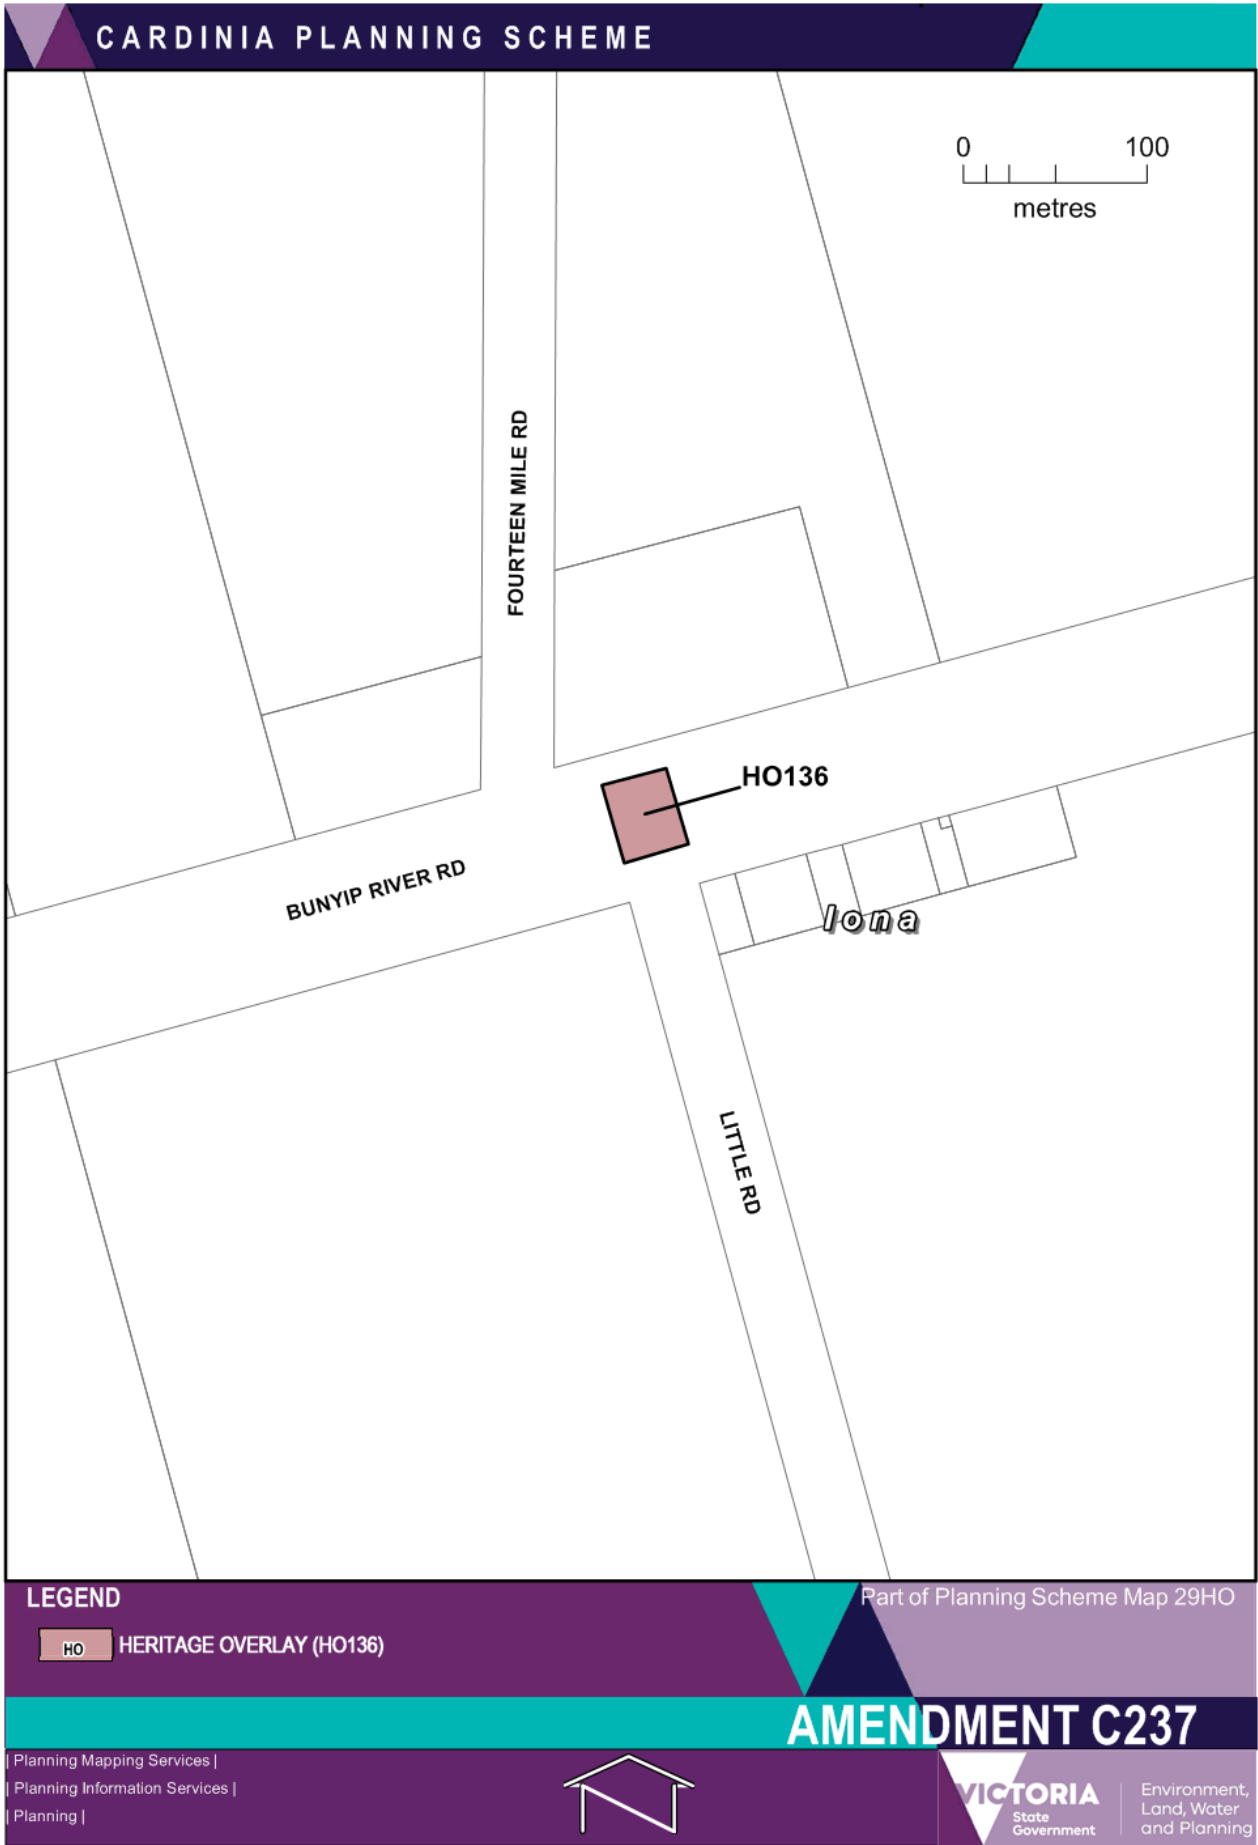 CARDINIA PLANNING SCHEME
0 100
metres
FOURTEEN MILE RD
HO136
BUNYIP RIVER RD
Iona
LITTLE RD
LEGEND
Part of Planning Scheme Map 29HO
HO HERITAGE OVERLAY (HO136)
AMENDMENT C237
| Planning Mapping Services |
| Planning Information Services |
| Planning |
VICTORIA
State
Government
Environment,
Land, Water
and Planning